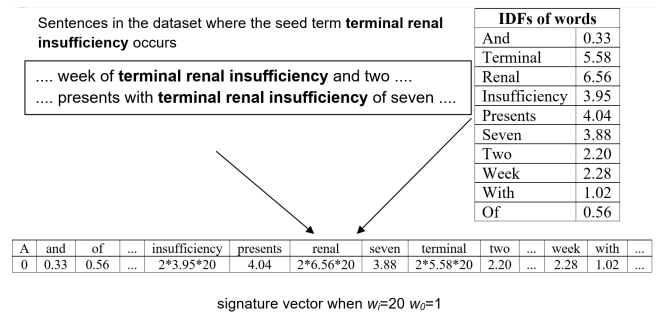 Sentences in the dataset where the seed term terminal renal
insufficiency occurs
.... week of terminal renal insufficiency and two ....
.... presents with terminal renal insufficiency of seven ....
IDFs of words
And 0.33
Terminal 5.58
Renal 6.56
Insufficiency 3.95
Presents 4.04
Seven 3.88
Two 2.20
Week 2.28
With 1.02
Of 0.56
A and of ... insufficiency presents renal seven terminal two ... week with ...
0 0.33 0.56 ... 2*3.95*20 4.04 2*6.56*20 3.88 2*5.58*20 2.20 ... 2.28 1.02 ...
signature vector when wi=20 w0=1